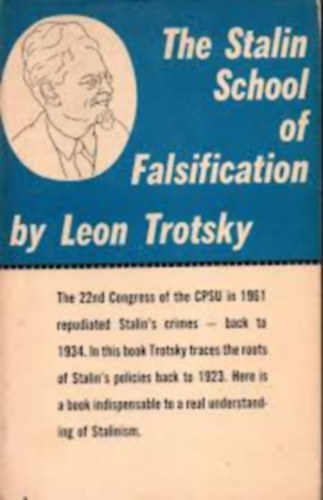 The Stalin
School
of
Falsification
by Leon Trotsky
The 22nd Congress of the CPSU in 1961
repudiated Stalin's crimes — back to
1934. In this book Trotsky traces the roots
of Stalin's policies back to 1923. Here is
a book indispensable to a real understand-
ing of Stalinism.